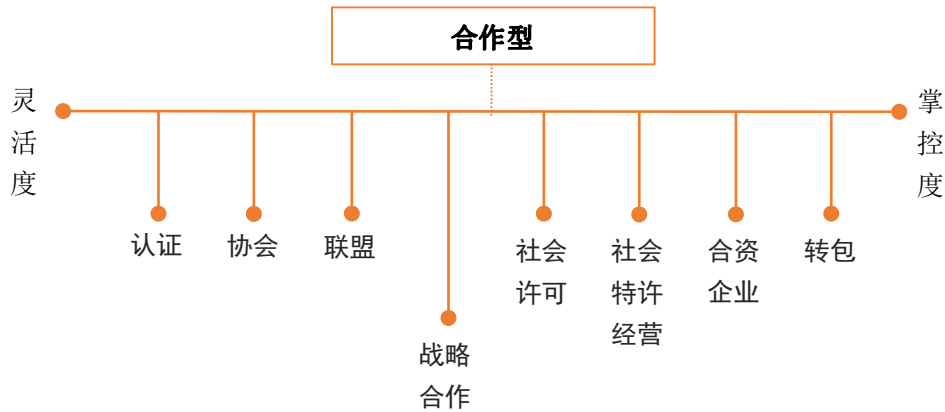 合作型
灵活度
掌控度
认证
协会
联盟
战略
合作
社会
许可
社会
特许
经营
合资
企业
转包